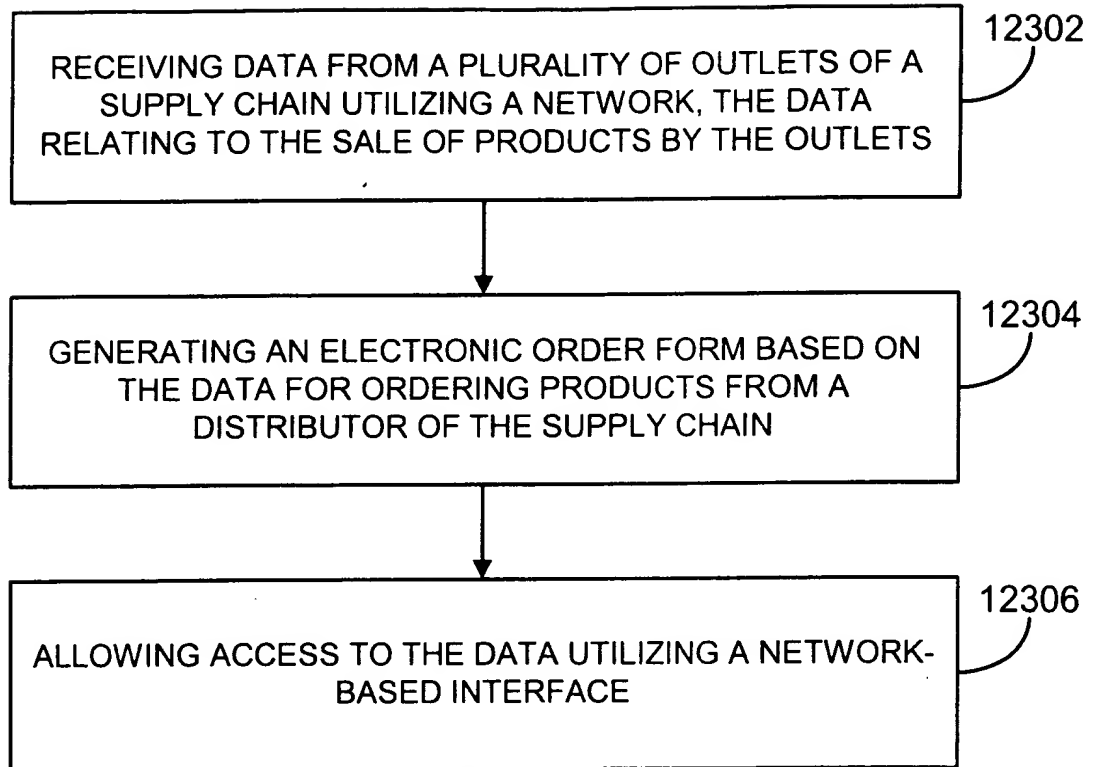 12302
RECEIVING DATA FROM A PLURALITY OF OUTLETS OF A
SUPPLY CHAIN UTILIZING A NETWORK, THE DATA
RELATING TO THE SALE OF PRODUCTS BY THE OUTLETS
12304
GENERATING AN ELECTRONIC ORDER FORM BASED ON
THE DATA FOR ORDERING PRODUCTS FROM A
DISTRIBUTOR OF THE SUPPLY CHAIN
12306
ALLOWING ACCESS TO THE DATA UTILIZING A NETWORK-
BASED INTERFACE